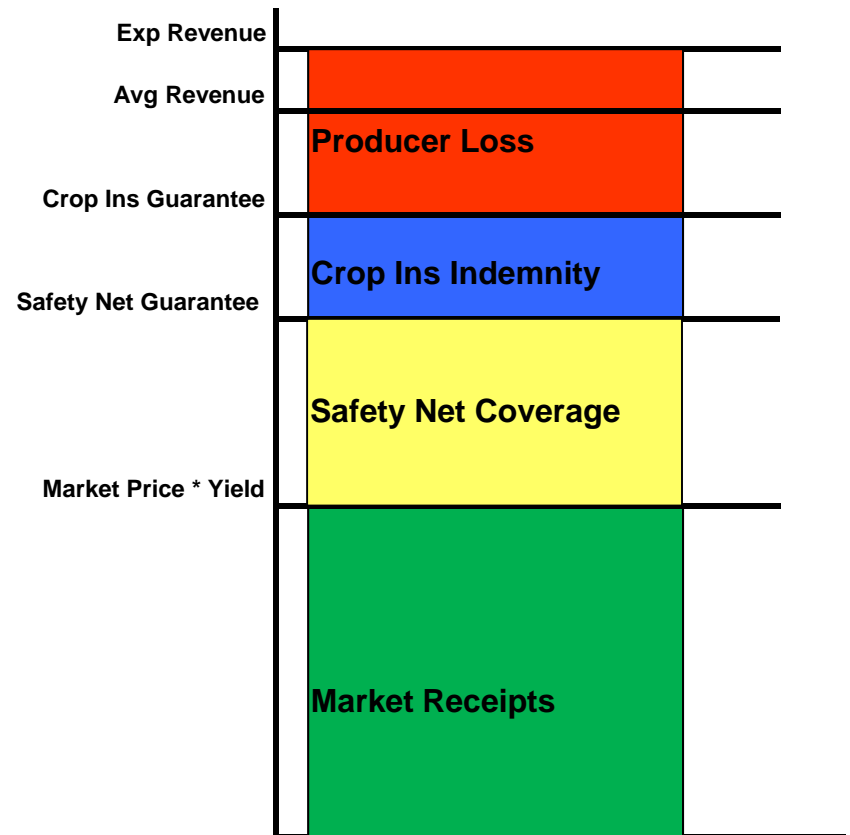 Exp Revenue
Avg Revenue
Producer Loss
Crop Ins Guarantee
Crop Ins Indemnity
Safety Net Guarantee
Safety Net Coverage
Market Price * Yield
Market Receipts